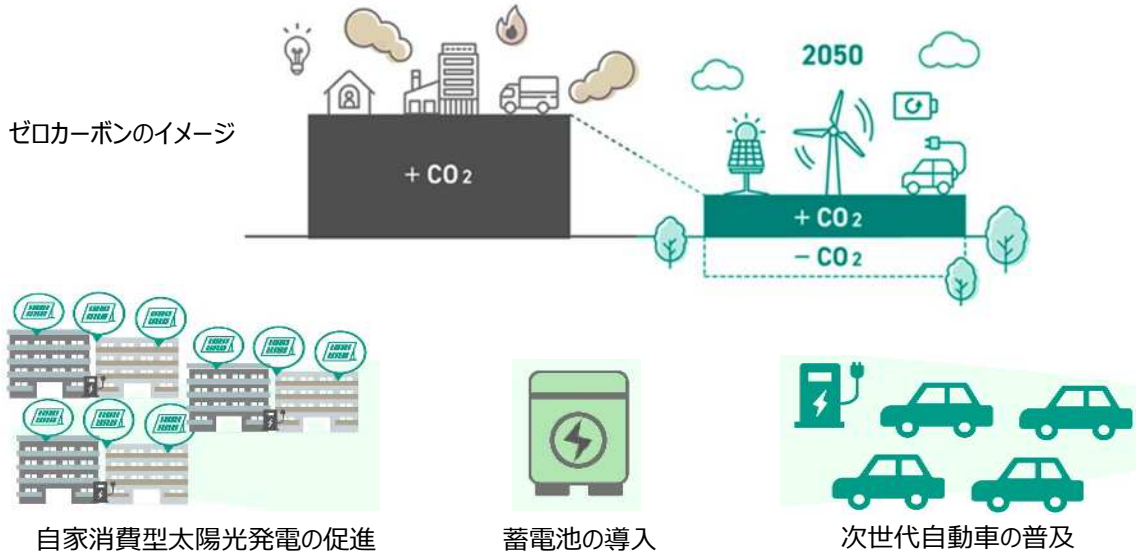 2050
ゼロカーボンのイメージ
+ CO2
+ CO2
− CO2
自家消費型太陽光発電の促進
蓄電池の導入
次世代自動車の普及